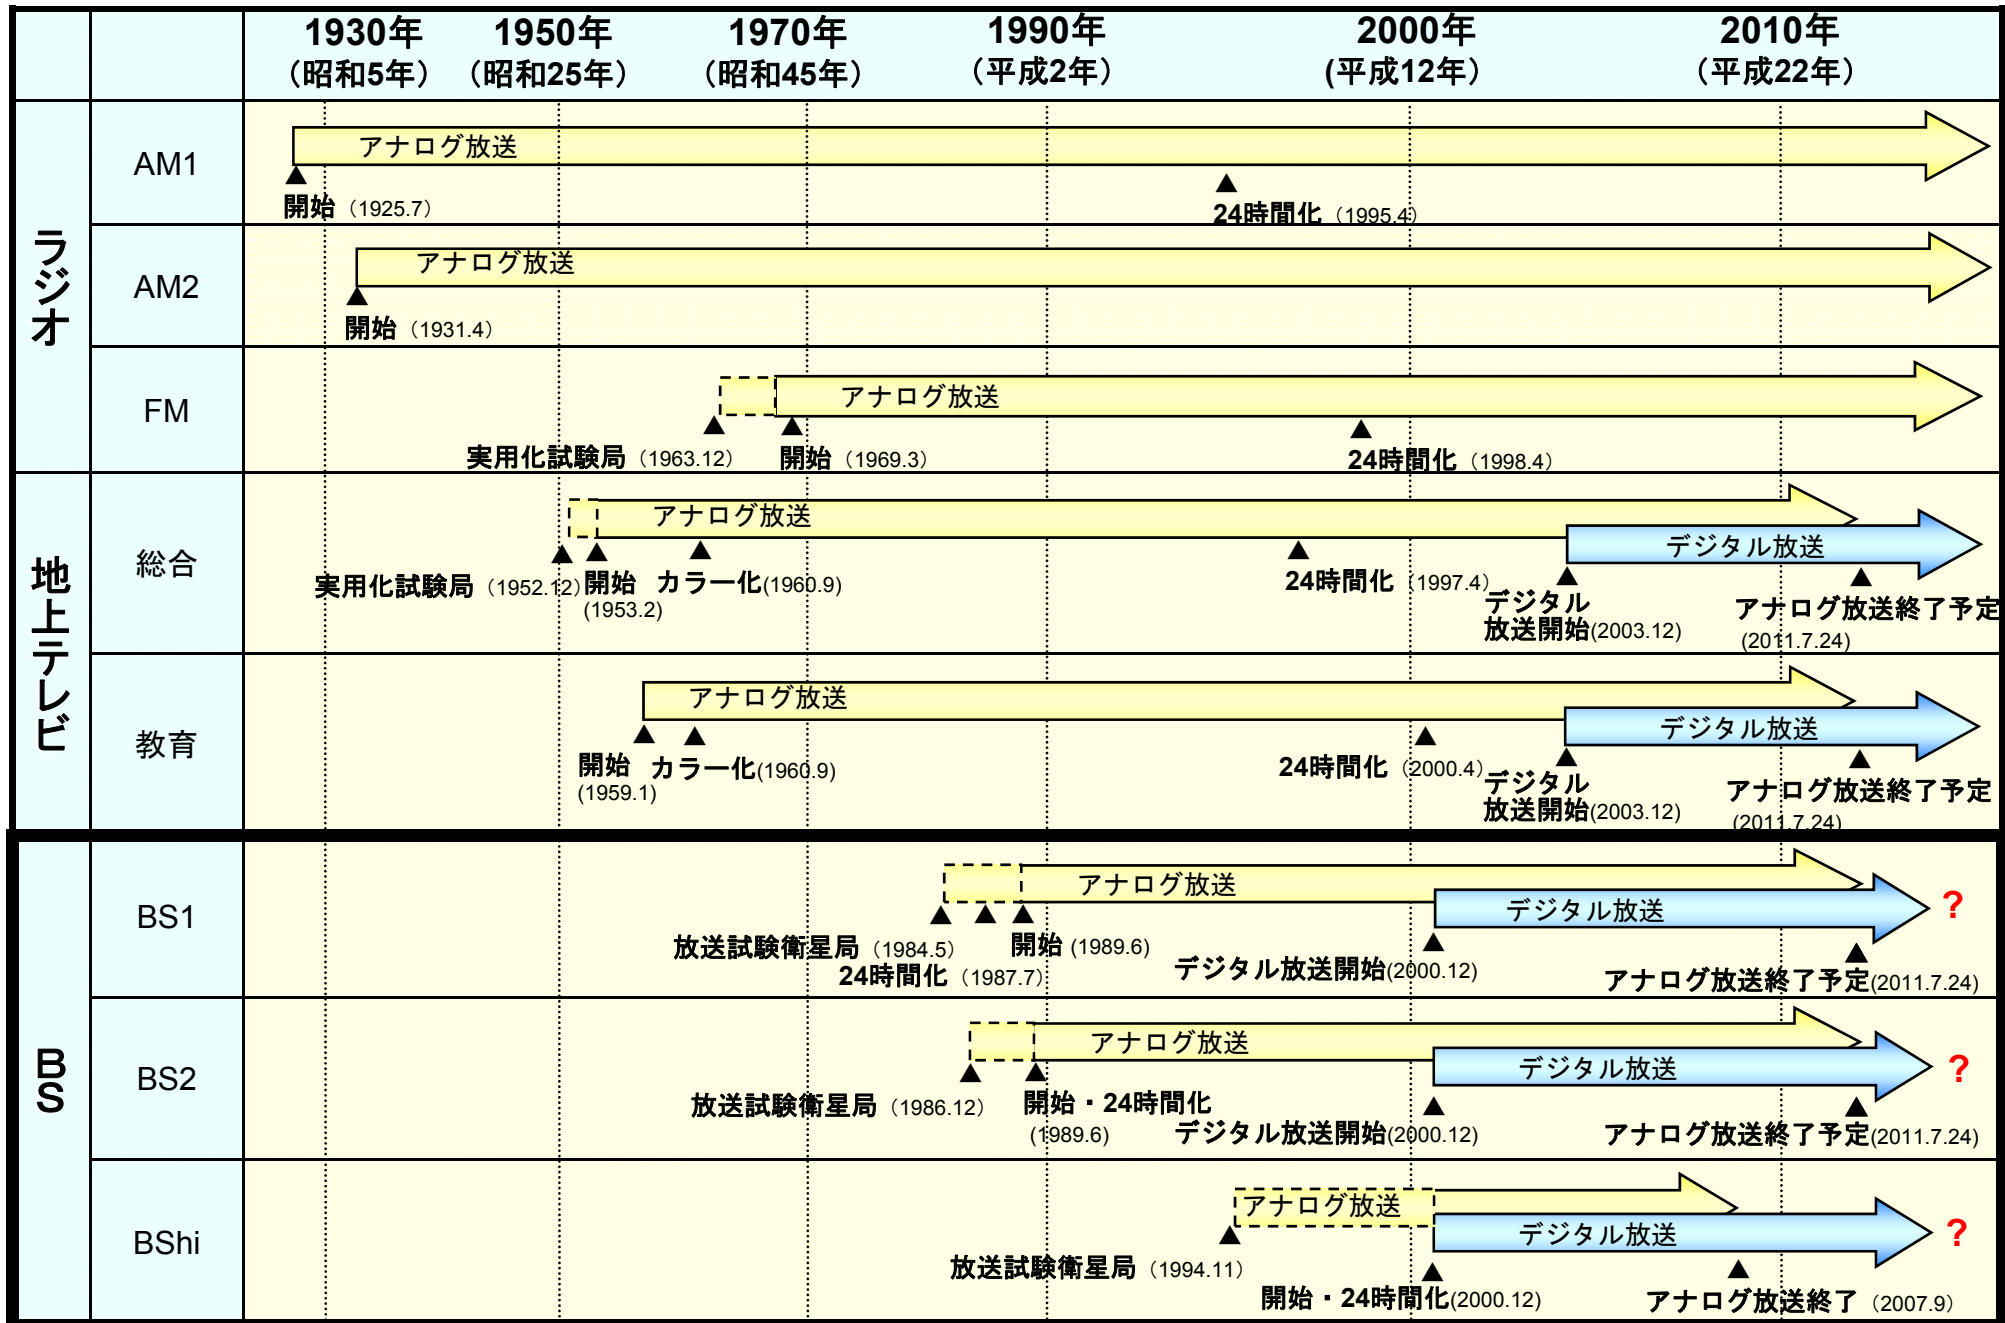 1930年 1950年 1970年 1990年 2000年 2010年
（昭和5年） （昭和25年） （昭和45年） （平成2年） (平成12年） （平成22年）
ラジオ
AM1
アナログ放送
開始（1925.7）
24時間化（1995.4)
AM2
アナログ放送
開始（1931.4）
FM
アナログ放送
実用化試験局（1963.12） 開始（1969.3）
24時間化（1998.4）
地上テレビ
総合
アナログ放送
デジタル放送
実用化試験局（1952.12)
開始
(1953.2)
カラー化(1960.9)
24時間化（1997.4)
デジタル
放送開始(2003.12)
アナログ放送終了予定
(2011.7.24)
教育
アナログ放送
デジタル放送
開始
(1959.1)
カラー化(1960.9)
24時間化（2000.4）
デジタル
放送開始(2003.12)
アナログ放送終了予定
(2011.7.24)
BS
BS1
アナログ放送
デジタル放送
?
放送試験衛星局（1984.5）
24時間化（1987.7）
開始 (1989.6)
デジタル放送開始(2000.12)
アナログ放送終了予定(2011.7.24)
BS2
アナログ放送
デジタル放送
?
放送試験衛星局（1986.12）
開始・24時間化
(1989.6)
デジタル放送開始(2000.12)
アナログ放送終了予定(2011.7.24)
BShi
アナログ放送
デジタル放送
?
放送試験衛星局（1994.11）
開始・24時間化(2000.12)
アナログ放送終了（2007.9）